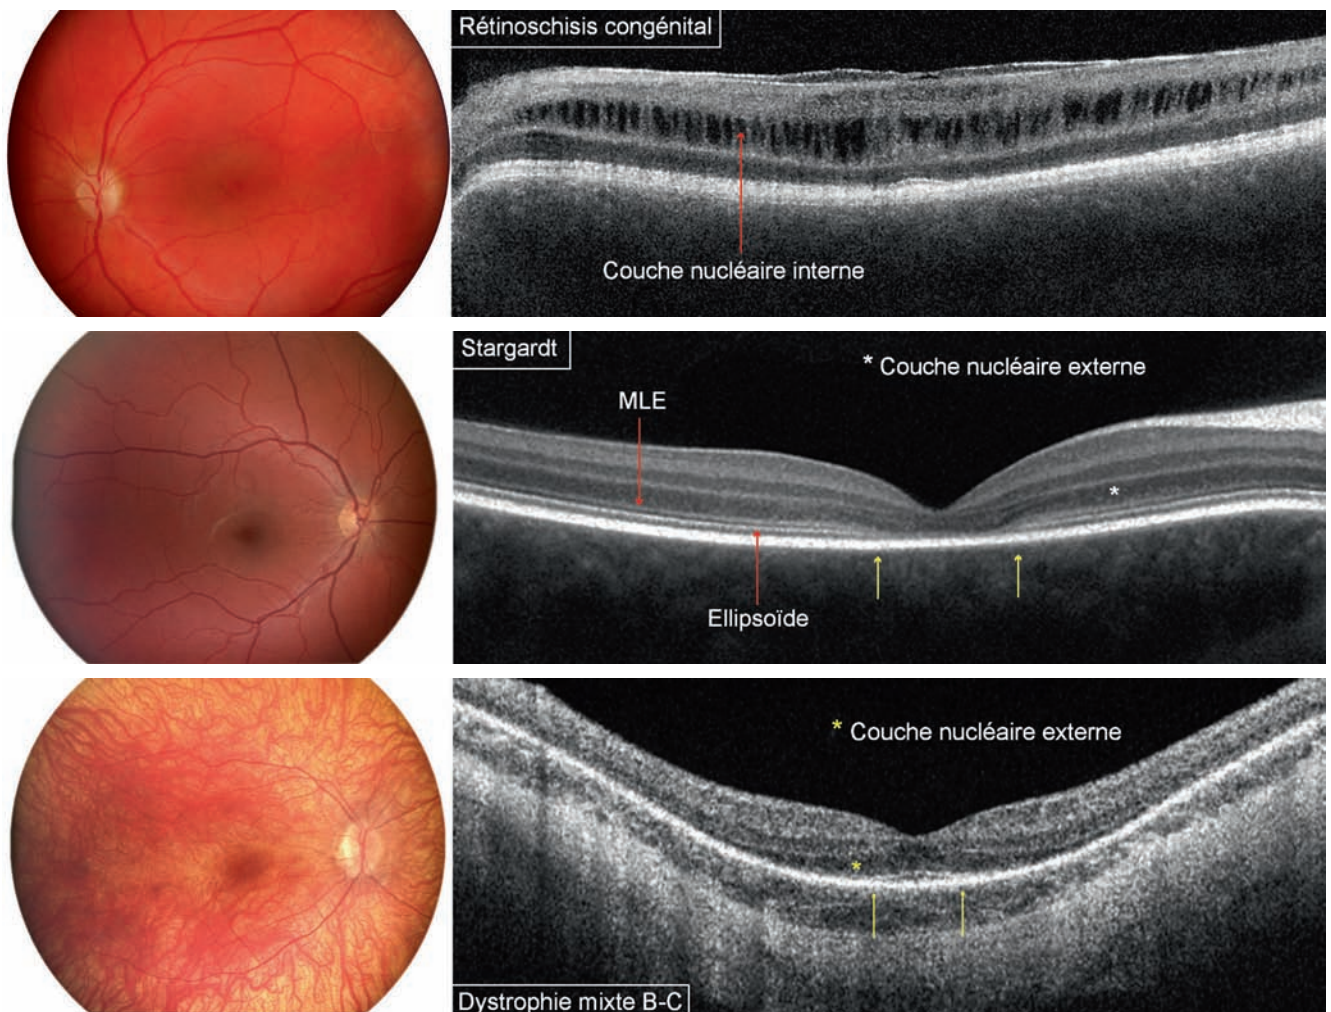 Rétinoschisis congénital
Couche nucléaire interne
Stargardt
* Couche nucléaire externe
MLE
*
Ellipsoïde
* Couche nucléaire externe
*
Dystrophie mixte B-C